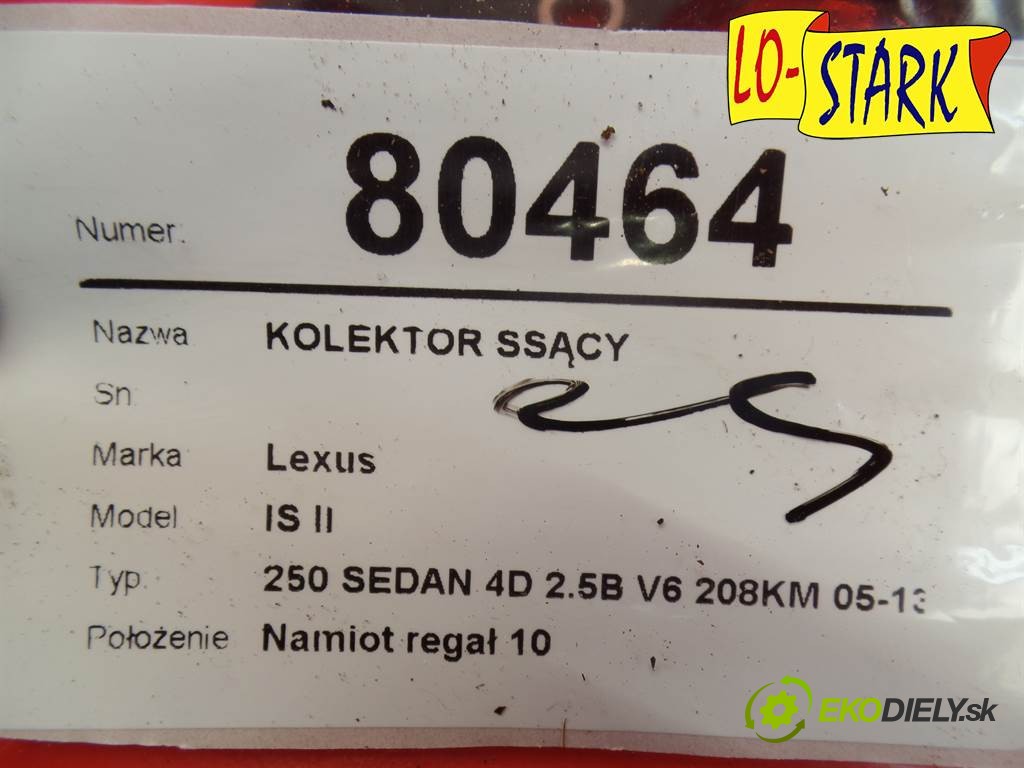 LO-STARK
Numer: 80464
Nazwa KOLEKTOR SSĄCY
Sn:
Marka Lexus
Model IS II
Typ: 250 SEDAN 4D 2.5B V6 208KM 05-13
Położenie Namiot regał 10
EKODIELY.sk